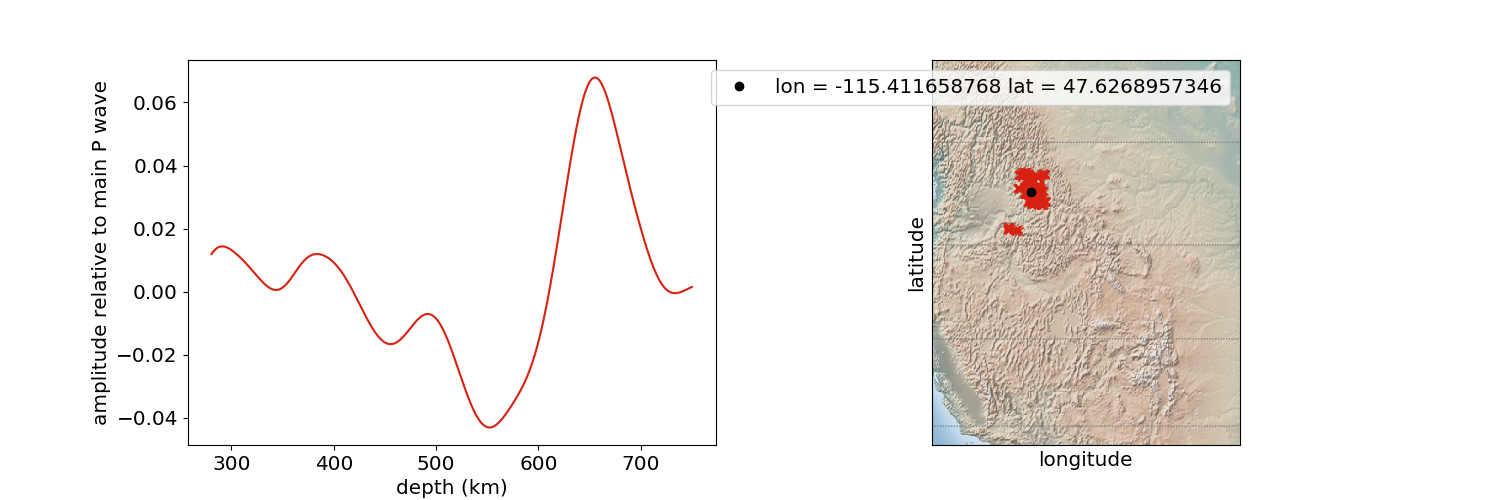 amplitude relative to main P wave
0.06
0.04
0.02
0.00
−0.02
−0.04
300 400 500 600 700
depth (km)
lon = -115.411658768 lat = 47.6268957346
latitude
longitude